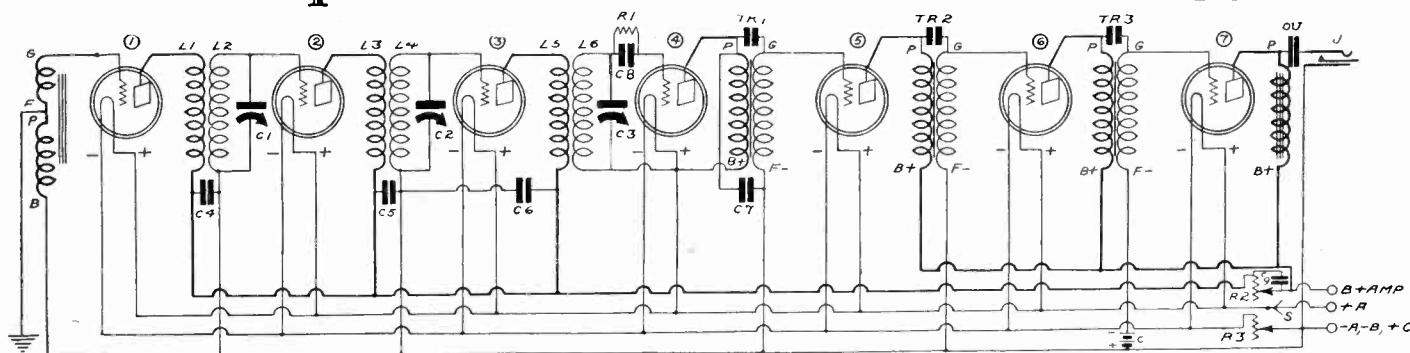 R1
TR1
TR2
TR3
OU
J
① L1 L2 ② L3 L4 ③ L5 L6 ④ P G ⑤ P G ⑥ P G ⑦ P
G
C8
F
P
C1 C2 C3
- + - + - + - + - + - + - +
B+ F- B+ F- B+ F- B+
B
C4 C5 C6 C7
C9
R2
B+AMP
+A
S
R3
-A,-B,+C
+ - C